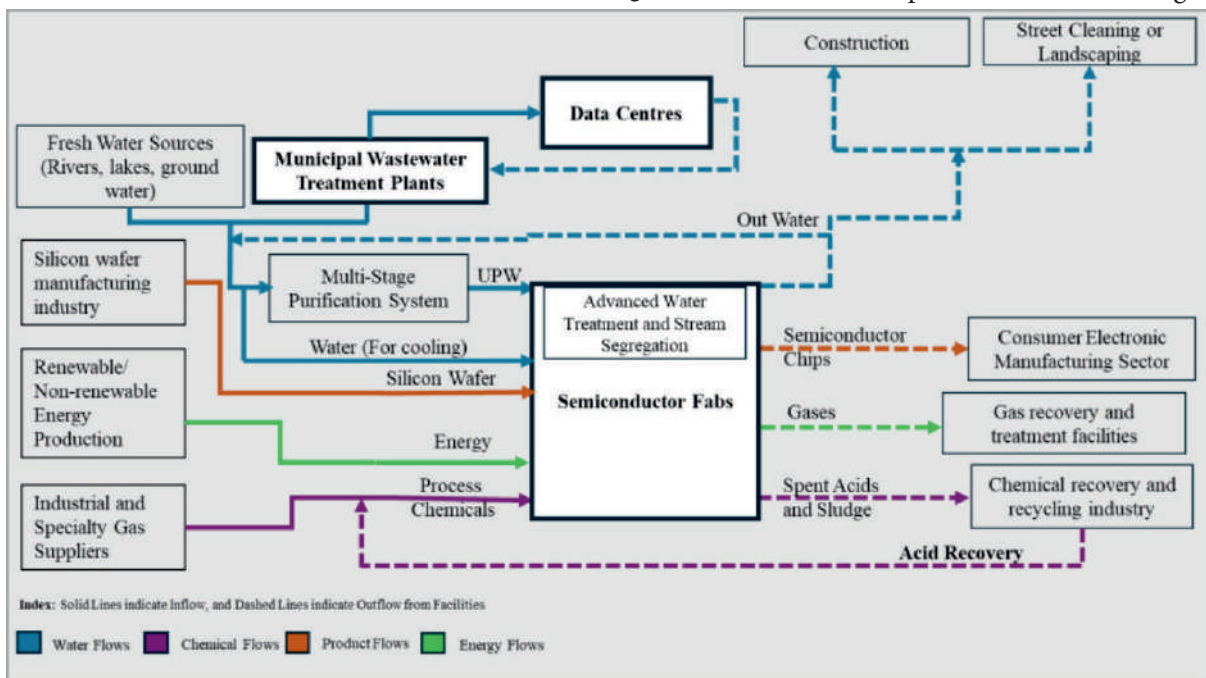 Construction
Street Cleaning or
Landscaping
Data Centres
Fresh Water Sources
(Rivers, lakes, ground
water)
Municipal Wastewater
Treatment Plants
Out Water
Silicon wafer
manufacturing
industry
Multi-Stage
Purification System
UPW
Advanced Water
Treatment and Stream
Segregation
Semiconductor
Chips
Consumer Electronic
Manufacturing Sector
Water (For cooling)
Silicon Wafer
Semiconductor Fabs
Renewable/
Non-renewable
Energy
Production
Energy
Gases
Gas recovery and
treatment facilities
Industrial and
Specialty Gas
Suppliers
Process
Chemicals
Spent Acids
and Sludge
Chemical recovery and
recycling industry
Acid Recovery
Index: Solid Lines indicate Inflow, and Dashed Lines indicate Outflow from Facilities
Water Flows
Chemical Flows
Product Flows
Energy Flows